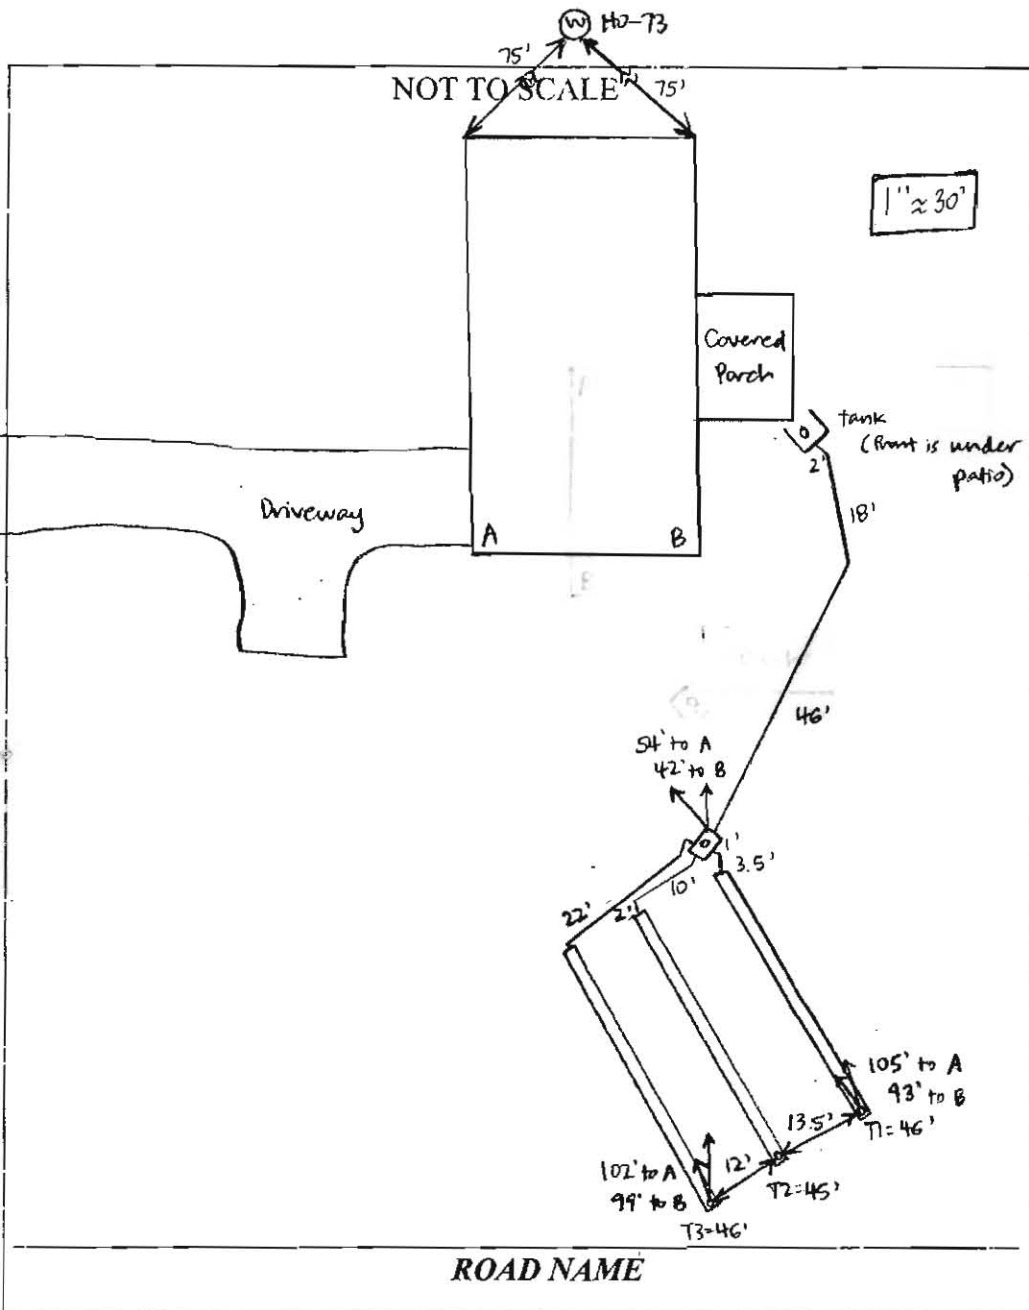 W HO-73
75'
NOT TO SCALE
75'
1" ≈ 30'
Covered
Porch
tank
(front is under
patio)
2'
18'
Driveway
A
B
46'
54' to A
42' to B
1'
3.5'
10'
22'
2'
105' to A
93' to B
13.5'
T1=46'
12'
102' to A
99' to B
T2=45'
T3=46'
ROAD NAME